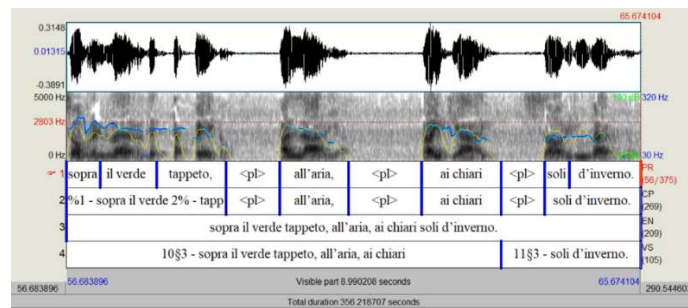 65.674104
0.3148
0.01315
-0.3891
5000 Hz 320 Hz
2803 Hz
0 Hz 30 Hz
1 sopra il verde tappeto, <pl> all'aria, <pl> ai chiari <pl> soli d'inverno. PR (56/375)
2 %1 - sopra il verde 2% - tapp <pl> all'aria, <pl> ai chiari <pl> soli d'inverno. CP (269)
3 sopra il verde tappeto, all'aria, ai chiari soli d'inverno. EN (209)
4 10§3 - sopra il verde tappeto, all'aria, ai chiari 11§3 - soli d'inverno. VS (105)
56.683896 Visible part 8.990208 seconds 65.674104
56.683896 290.544603
Total duration 356.218707 seconds